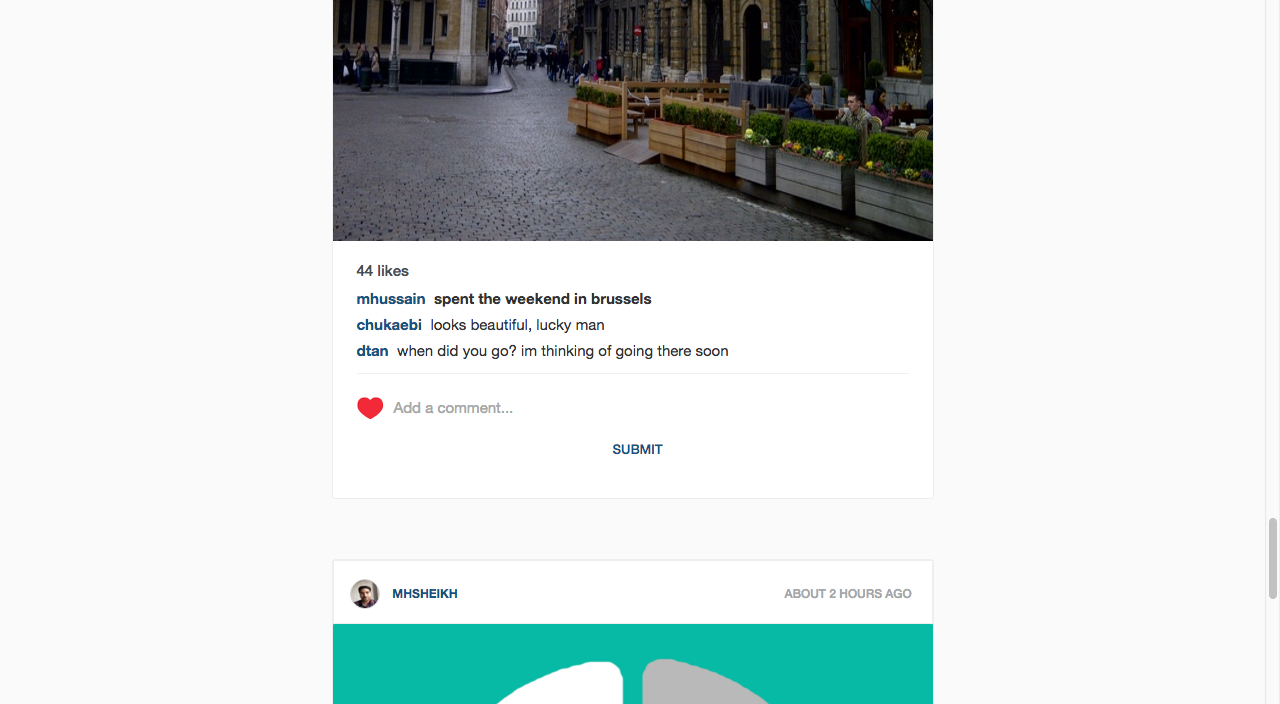 44 likes
mhussain spent the weekend in brussels
chukaebi looks beautiful, lucky man
dtan when did you go? im thinking of going there soon
Add a comment...
SUBMIT
MHSHEIKH ABOUT 2 HOURS AGO